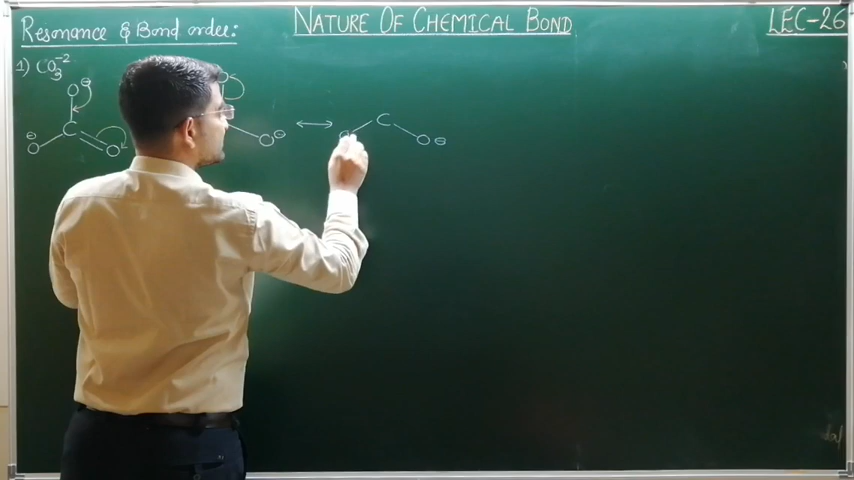 NATURE OF CHEMICAL BOND
LEC-26
Resonance & Bond order:
1) CO₃⁻²
O⊖
C
⊖
O
O
O
O⊖
↔
C
O
O⊖